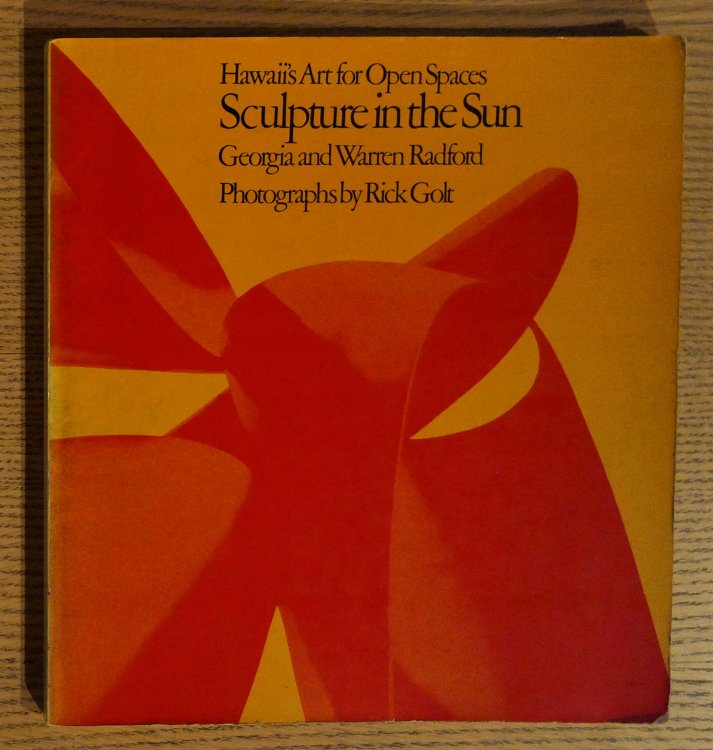 Hawaii's Art for Open Spaces
Sculpture in the Sun
Georgia and Warren Radford
Photographs by Rick Golt